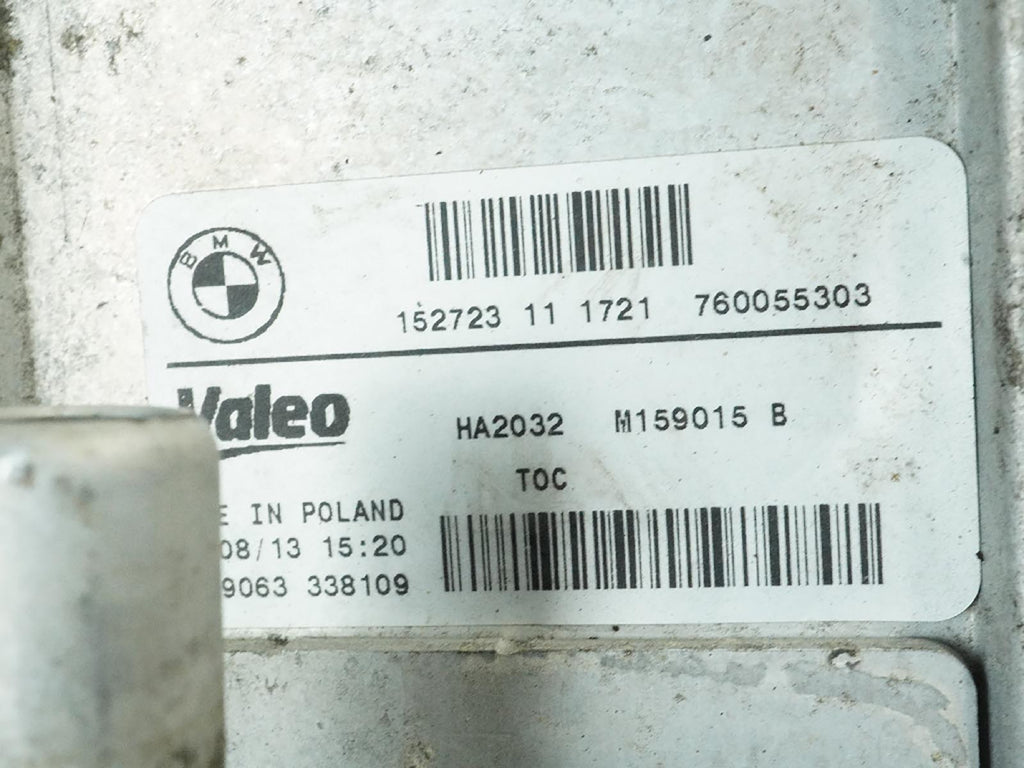 BMW
152723 11 1721 760055303
Valeo
HA2032 M159015 B
TOC
IN POLAND
08/13 15:20
9063 338109